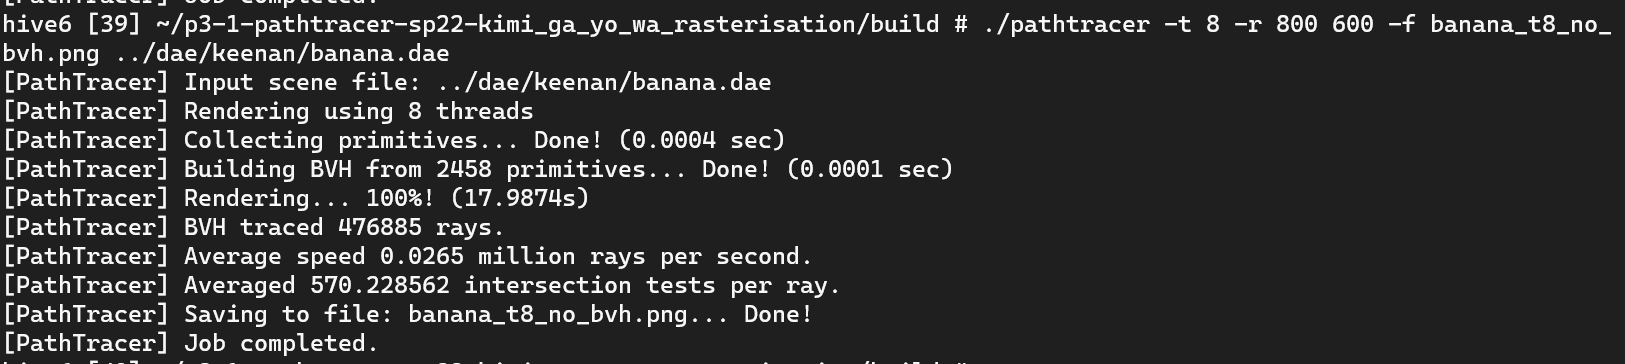 hive6 [39] ~/p3-1-pathtracer-sp22-kimi_ga_yo_wa_rasterisation/build # ./pathtracer -t 8 -r 800 600 -f banana_t8_no_
bvh.png ../dae/keenan/banana.dae
[PathTracer] Input scene file: ../dae/keenan/banana.dae
[PathTracer] Rendering using 8 threads
[PathTracer] Collecting primitives... Done! (0.0004 sec)
[PathTracer] Building BVH from 2458 primitives... Done! (0.0001 sec)
[PathTracer] Rendering... 100%! (17.9874s)
[PathTracer] BVH traced 476885 rays.
[PathTracer] Average speed 0.0265 million rays per second.
[PathTracer] Averaged 570.228562 intersection tests per ray.
[PathTracer] Saving to file: banana_t8_no_bvh.png... Done!
[PathTracer] Job completed.